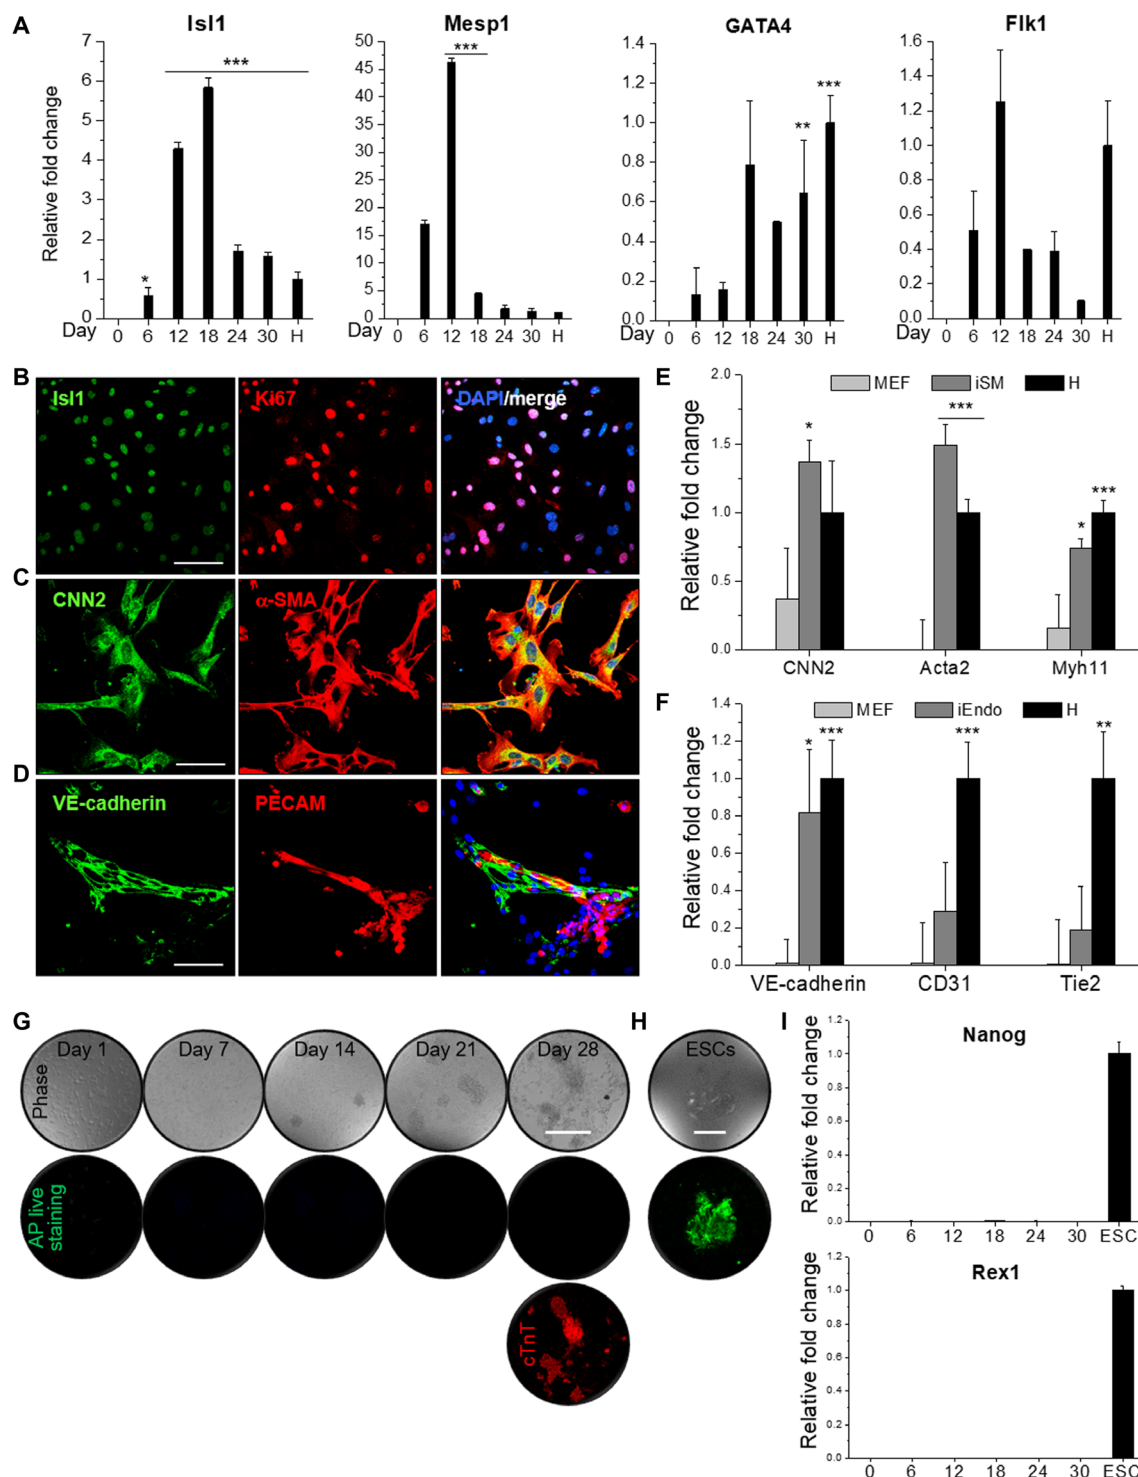 A
Isl1
Mesp1
GATA4
Flk1
Relative fold change
7
6
5
4
3
2
1
0
*
***
Day
0 6 12 18 24 30 H
50
45
40
35
30
25
20
15
10
5
0
***
Day
0 6 12 18 24 30 H
1.4
1.2
1.0
0.8
0.6
0.4
0.2
0.0
**
***
Day
0 6 12 18 24 30 H
1.6
1.4
1.2
1.0
0.8
0.6
0.4
0.2
0.0
Day
0 6 12 18 24 30 H
B
Isl1
Ki67
DAPI/merge
C
CNN2
α-SMA
D
VE-cadherin
PECAM
E
MEF iSM H
Relative fold change
2.0
1.5
1.0
0.5
0.0
*
***
*
***
CNN2 Acta2 Myh11
F
MEF iEndo H
Relative fold change
1.4
1.2
1.0
0.8
0.6
0.4
0.2
0.0
*
***
***
**
VE-cadherin CD31 Tie2
G
Phase
Day 1
Day 7
Day 14
Day 21
Day 28
AP live
staining
cTnT
H
ESCs
I
Nanog
Relative fold change
1.2
1.0
0.8
0.6
0.4
0.2
0.0
0 6 12 18 24 30 ESC
Rex1
Relative fold change
1.2
1.0
0.8
0.6
0.4
0.2
0.0
0 6 12 18 24 30 ESC